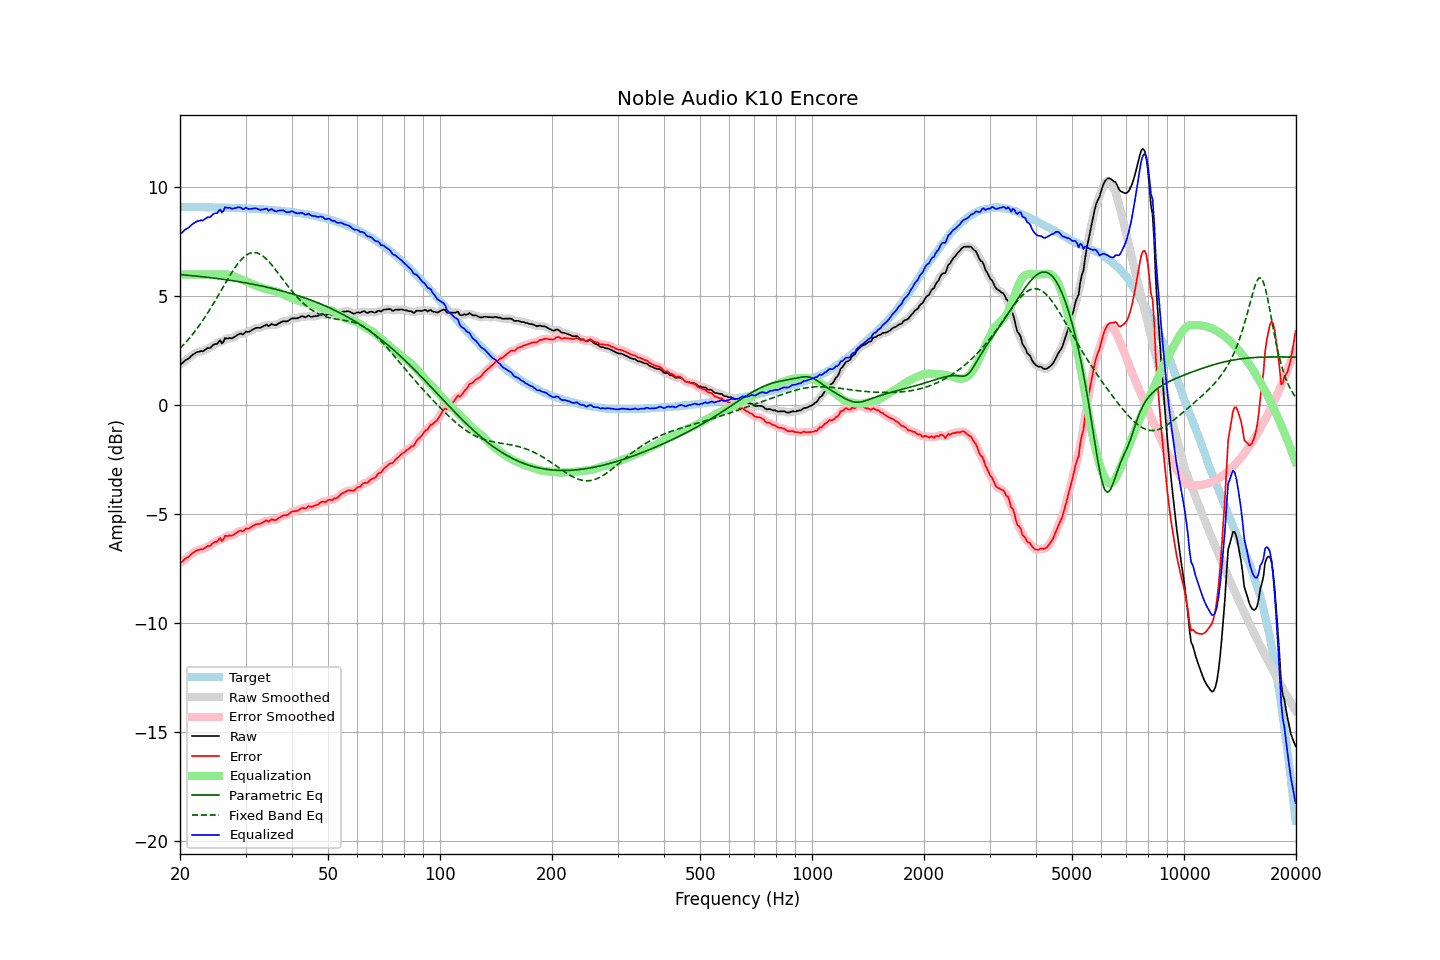 Noble Audio K10 Encore
Amplitude (dBr)
10
5
0
−5
−10
−15
−20
Target
Raw Smoothed
Error Smoothed
Raw
Error
Equalization
Parametric Eq
Fixed Band Eq
Equalized
20 50 100 200 500 1000 2000 5000 10000 20000
Frequency (Hz)